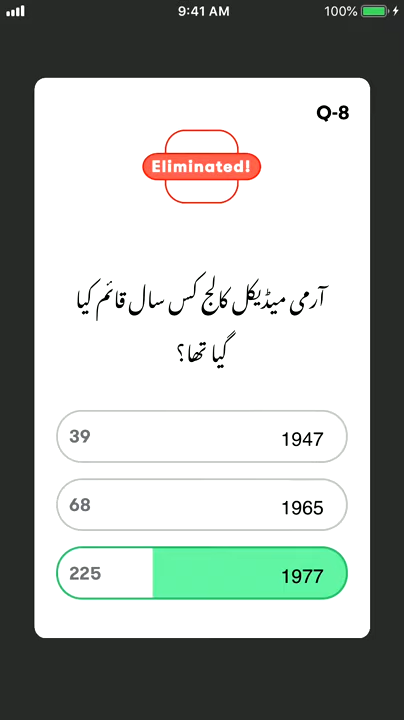 9:41 AM
100%
Q-8
Eliminated!
آرمی میڈیکل کالج کس سال قائم کیا
گیا تھا؟
39 1947
68 1965
225 1977